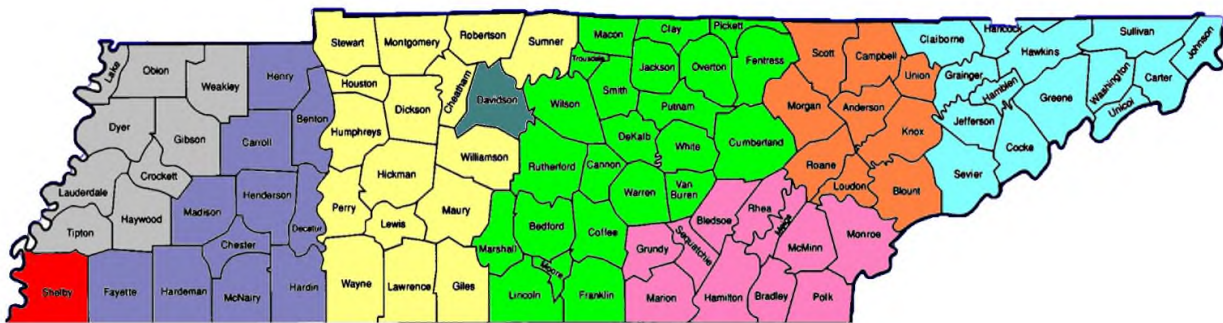 Lake
Obion
Weakley
Henry
Stewart
Montgomery
Robertson
Sumner
Macon
Clay
Pickett
Trousdale
Scott
Campbell
Claiborne
Hancock
Hawkins
Sullivan
Johnson
Dyer
Gibson
Carroll
Benton
Houston
Dickson
Cheatham
Davidson
Wilson
Smith
Jackson
Overton
Fentress
Putnam
Morgan
Anderson
Union
Grainger
Hamblen
Greene
Washington
Unicoi
Carter
Humphreys
Williamson
DeKalb
White
Cumberland
Knox
Jefferson
Cocke
Sevier
Lauderdale
Crockett
Haywood
Madison
Henderson
Decatur
Perry
Hickman
Lewis
Maury
Rutherford
Cannon
Warren
Van
Buren
Roane
Loudon
Blount
Tipton
Chester
Marshall
Bedford
Coffee
Grundy
Sequatchie
Bledsoe
Rhea
Meigs
McMinn
Monroe
Shelby
Fayette
Hardeman
McNairy
Hardin
Wayne
Lawrence
Giles
Lincoln
Moore
Franklin
Marion
Hamilton
Bradley
Polk